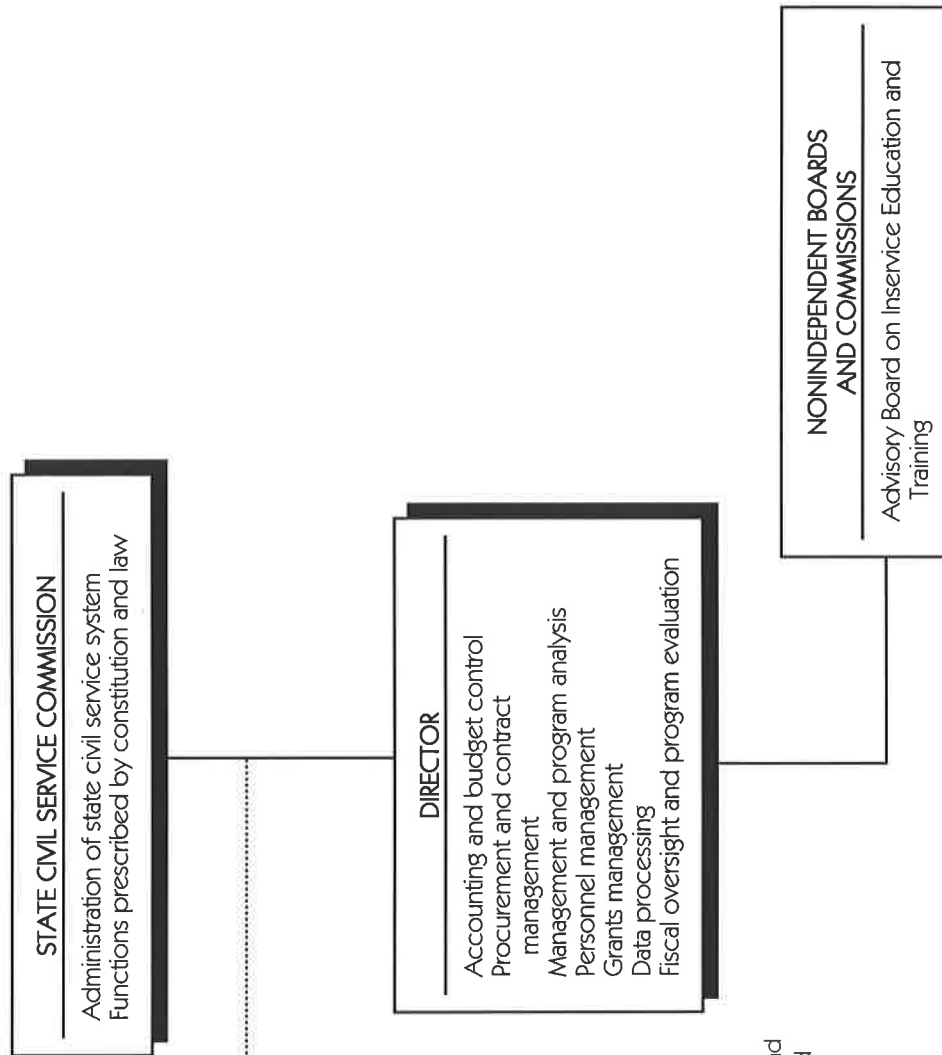 STATE CIVIL SERVICE COMMISSION
Administration of state civil service system
Functions prescribed by constitution and law
DIRECTOR
Accounting and budget control
Procurement and contract
management
Management and program analysis
Personnel management
Grants management
Data processing
Fiscal oversight and program evaluation
NONINDEPENDENT BOARDS
AND COMMISSIONS
Advisory Board on Inservice Education and
Training